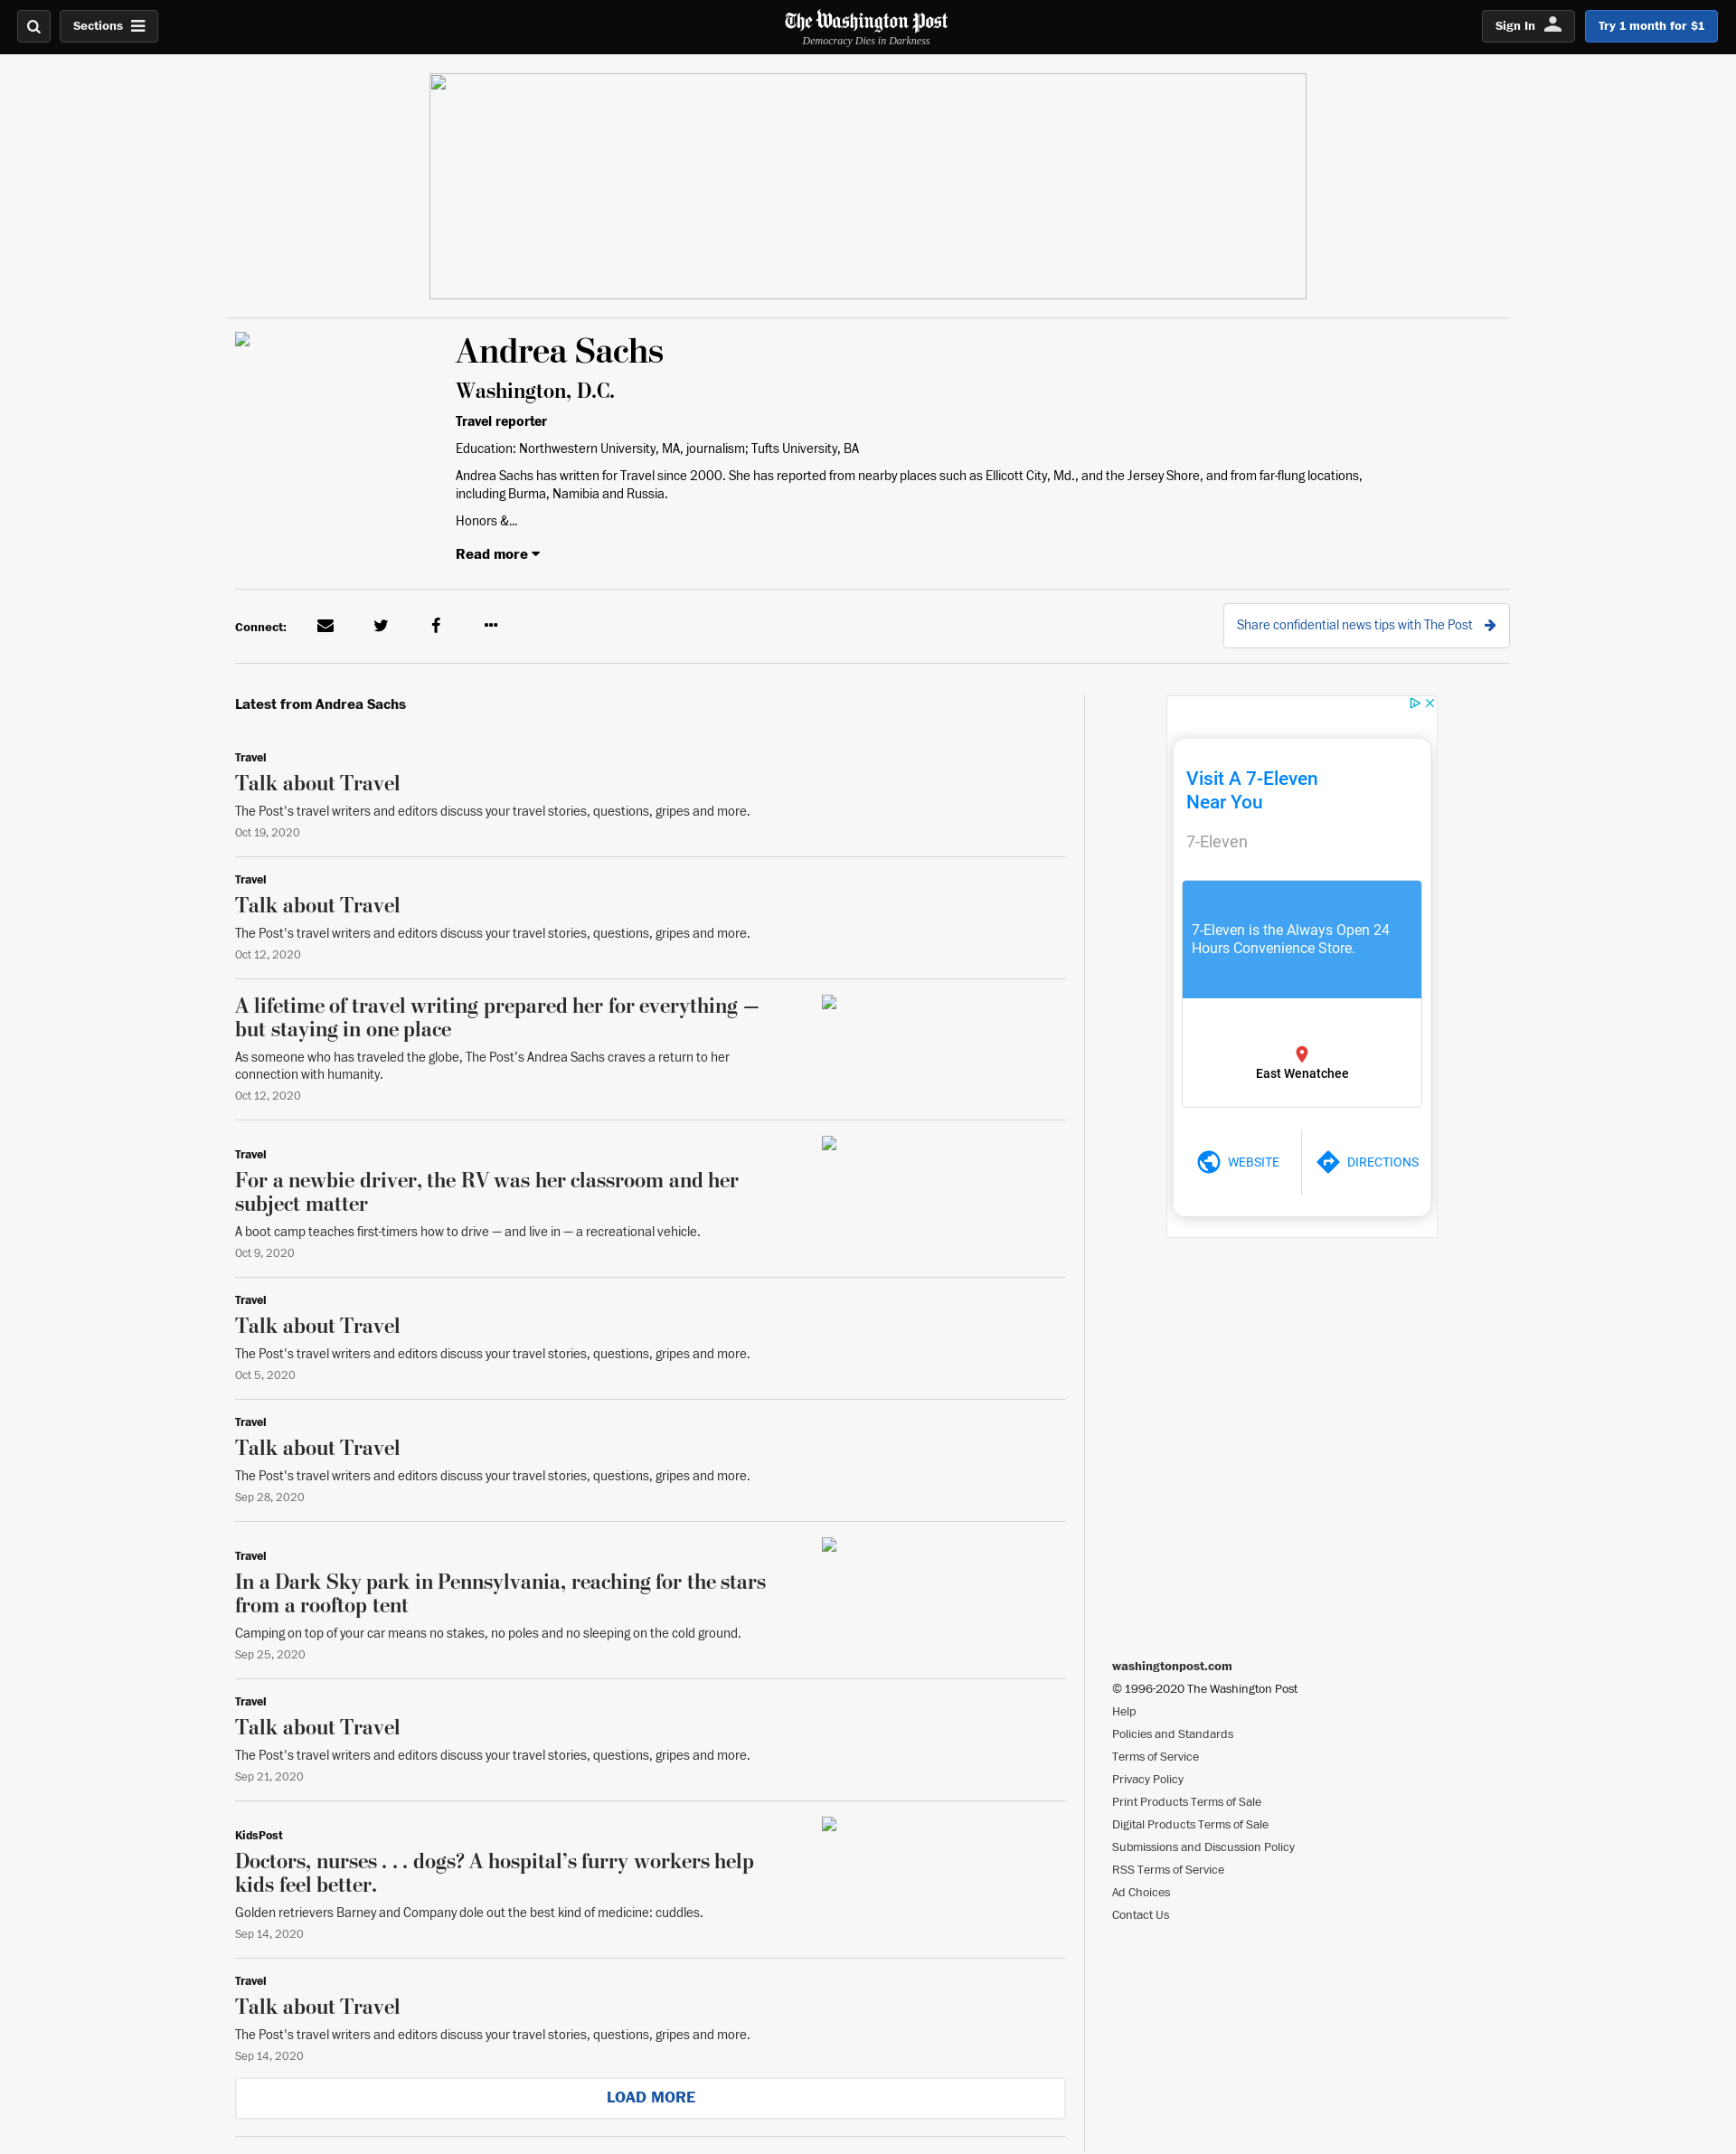 Sections
The Washington Post
Democracy Dies in Darkness
Sign In
Try 1 month for $1
Andrea Sachs
Washington, D.C.
Travel reporter
Education: Northwestern University, MA, journalism; Tufts University, BA
Andrea Sachs has written for Travel since 2000. She has reported from nearby places such as Ellicott City, Md., and the Jersey Shore, and from far-flung locations,
including Burma, Namibia and Russia.
Honors &...
Read more
Connect:
Share confidential news tips with The Post
Latest from Andrea Sachs
Travel
Talk about Travel
The Post's travel writers and editors discuss your travel stories, questions, gripes and more.
Oct 19, 2020
Travel
Talk about Travel
The Post's travel writers and editors discuss your travel stories, questions, gripes and more.
Oct 12, 2020
A lifetime of travel writing prepared her for everything —
but staying in one place
As someone who has traveled the globe, The Post's Andrea Sachs craves a return to her
connection with humanity.
Oct 12, 2020
Travel
For a newbie driver, the RV was her classroom and her
subject matter
A boot camp teaches first-timers how to drive — and live in — a recreational vehicle.
Oct 9, 2020
Travel
Talk about Travel
The Post's travel writers and editors discuss your travel stories, questions, gripes and more.
Oct 5, 2020
Travel
Talk about Travel
The Post's travel writers and editors discuss your travel stories, questions, gripes and more.
Sep 28, 2020
Travel
In a Dark Sky park in Pennsylvania, reaching for the stars
from a rooftop tent
Camping on top of your car means no stakes, no poles and no sleeping on the cold ground.
Sep 25, 2020
Travel
Talk about Travel
The Post's travel writers and editors discuss your travel stories, questions, gripes and more.
Sep 21, 2020
KidsPost
Doctors, nurses . . . dogs? A hospital’s furry workers help
kids feel better.
Golden retrievers Barney and Company dole out the best kind of medicine: cuddles.
Sep 14, 2020
Travel
Talk about Travel
The Post's travel writers and editors discuss your travel stories, questions, gripes and more.
Sep 14, 2020
LOAD MORE
Visit A 7-Eleven
Near You
7-Eleven
7-Eleven is the Always Open 24
Hours Convenience Store.
East Wenatchee
WEBSITE
DIRECTIONS
washingtonpost.com
© 1996-2020 The Washington Post
Help
Policies and Standards
Terms of Service
Privacy Policy
Print Products Terms of Sale
Digital Products Terms of Sale
Submissions and Discussion Policy
RSS Terms of Service
Ad Choices
Contact Us